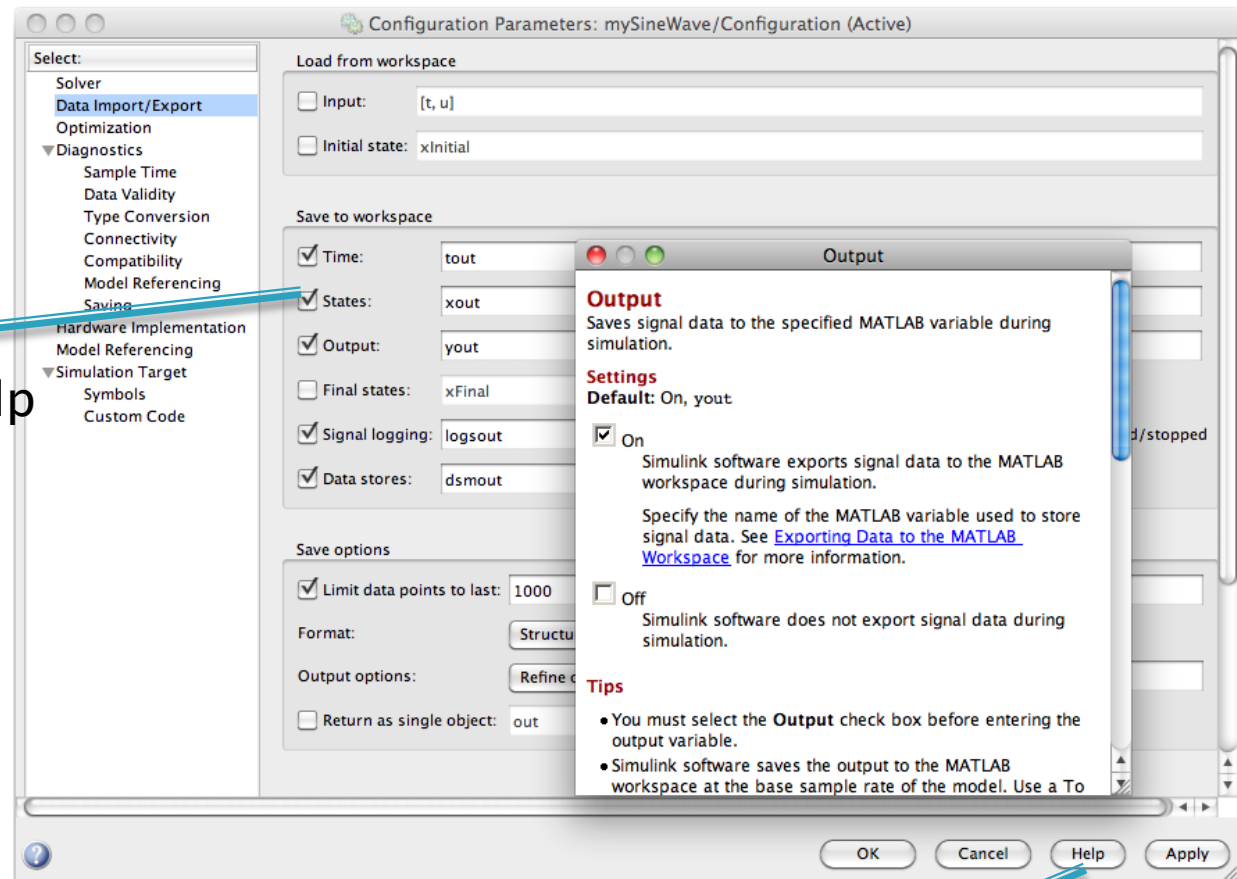 Configuration Parameters: mySineWave/Configuration (Active)
Select:
Solver
Data Import/Export
Optimization
Diagnostics
Sample Time
Data Validity
Type Conversion
Connectivity
Compatibility
Model Referencing
Saving
Hardware Implementation
Model Referencing
Simulation Target
Symbols
Custom Code
lp
Load from workspace
Input: [t, u]
Initial state: xInitial
Save to workspace
Time: tout
States: xout
Output: yout
Final states: xFinal
Signal logging: logsout
d/stopped
Data stores: dsmout
Save options
Limit data points to last: 1000
Format: Structu
Output options: Refine o
Return as single object: out
Output
Output
Saves signal data to the specified MATLAB variable during
simulation.
Settings
Default: On, yout
On
Simulink software exports signal data to the MATLAB
workspace during simulation.
Specify the name of the MATLAB variable used to store
signal data. See Exporting Data to the MATLAB
Workspace for more information.
Off
Simulink software does not export signal data during
simulation.
Tips
• You must select the Output check box before entering the
output variable.
• Simulink software saves the output to the MATLAB
workspace at the base sample rate of the model. Use a To
?
OK
Cancel
Help
Apply